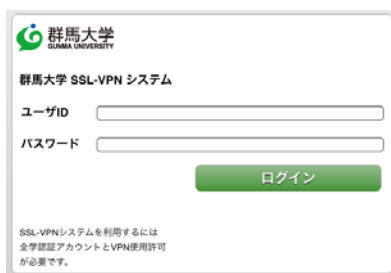 群馬大学
GUNMA UNIVERSITY
群馬大学 SSL-VPN システム
ユーザID
パスワード
ログイン
SSL-VPNシステムを利用するには
全学認証アカウントとVPN使用許可
が必要です。